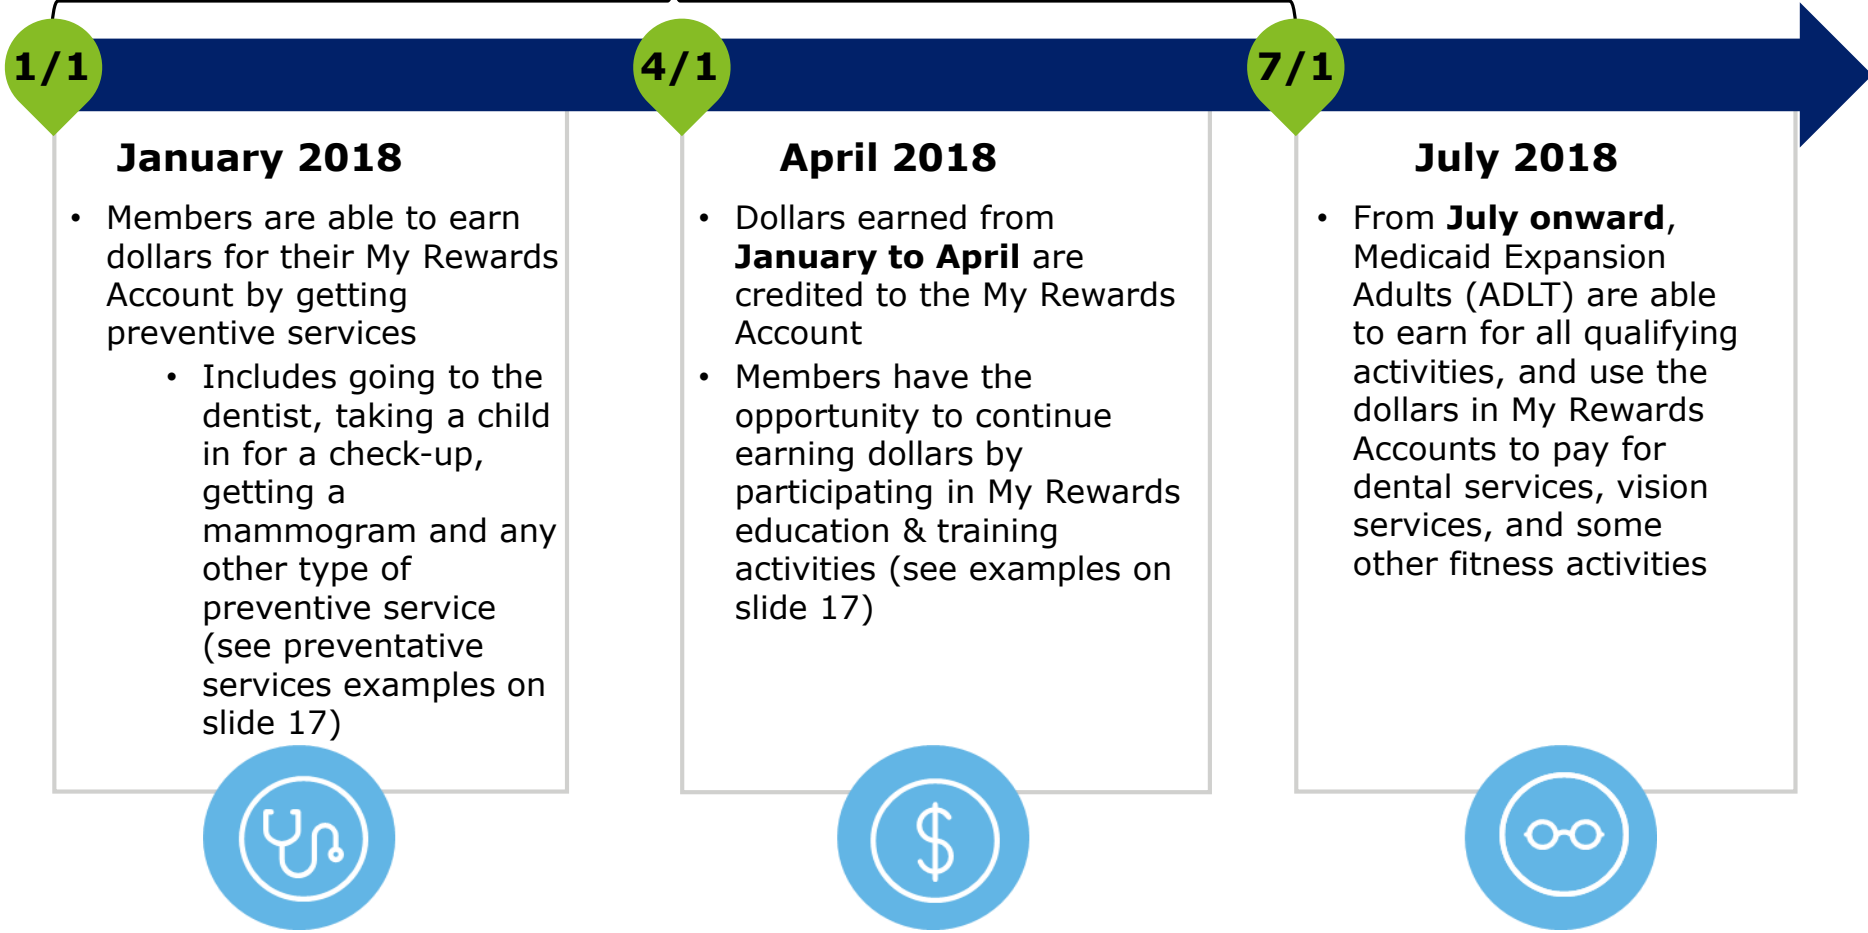 1/1
4/1
7/1
January 2018
• Members are able to earn
dollars for their My Rewards
Account by getting
preventive services
• Includes going to the
dentist, taking a child
in for a check-up,
getting a
mammogram and any
other type of
preventive service
(see preventative
services examples on
slide 17)
April 2018
• Dollars earned from
January to April are
credited to the My Rewards
Account
• Members have the
opportunity to continue
earning dollars by
participating in My Rewards
education & training
activities (see examples on
slide 17)
July 2018
• From July onward,
Medicaid Expansion
Adults (ADLT) are able
to earn for all qualifying
activities, and use the
dollars in My Rewards
Accounts to pay for
dental services, vision
services, and some
other fitness activities
$